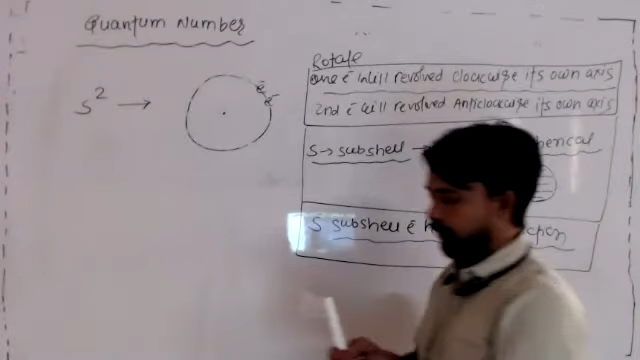 Quantum Number
S² →
ē
ē
Rotate
One ē will revolved Clockwise its own axis
2nd ē will revolved Anticlockwise its own axis
S → subshell →
S subshell ē